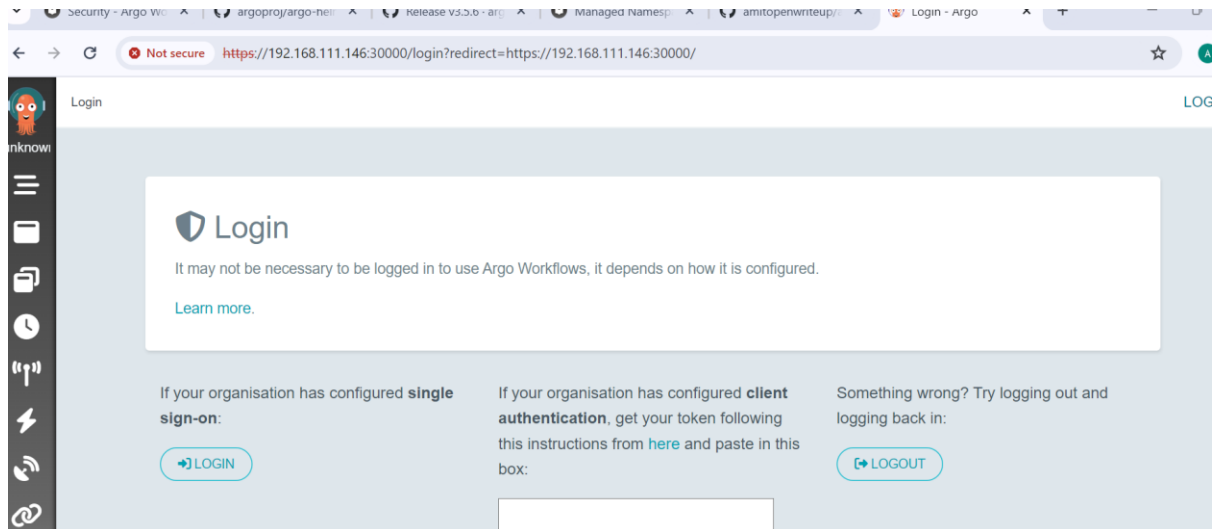 Security - Argo Wo
argoproj/argo-hel
Release v3.5.6 - arg
Managed Namesp
amitopenwriteup/a
Login - Argo
Not secure https://192.168.111.146:30000/login?redirect=https://192.168.111.146:30000/
A
Login
LOG
unknown
Login
It may not be necessary to be logged in to use Argo Workflows, it depends on how it is configured.
Learn more.
If your organisation has configured single
sign-on:
LOGIN
If your organisation has configured client
authentication, get your token following
this instructions from here and paste in this
box:
Something wrong? Try logging out and
logging back in:
LOGOUT